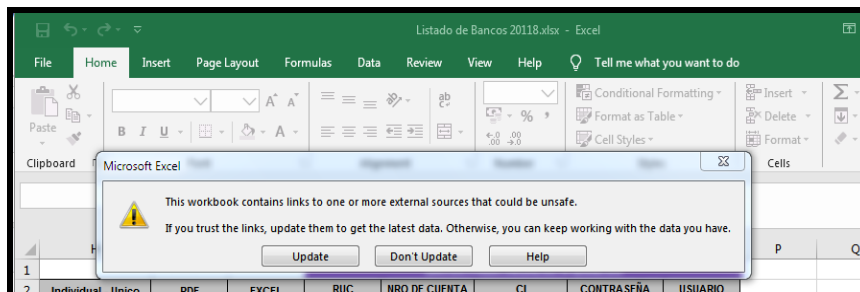 Listado de Bancos 20118.xlsx - Excel
File Home Insert Page Layout Formulas Data Review View Help Tell me what you want to do
Paste
B I U A A A
ab
% ,
.00 .0
Conditional Formatting
Format as Table
Cell Styles
Insert
Delete
Format
Clipboard Cells
Microsoft Excel
This workbook contains links to one or more external sources that could be unsafe.
If you trust the links, update them to get the latest data. Otherwise, you can keep working with the data you have.
Update Don't Update Help
H P Q
1
2 Individual Unico PDF EXCEL RUC NRO DE CUENTA CI CONTRASEÑA USUARIO